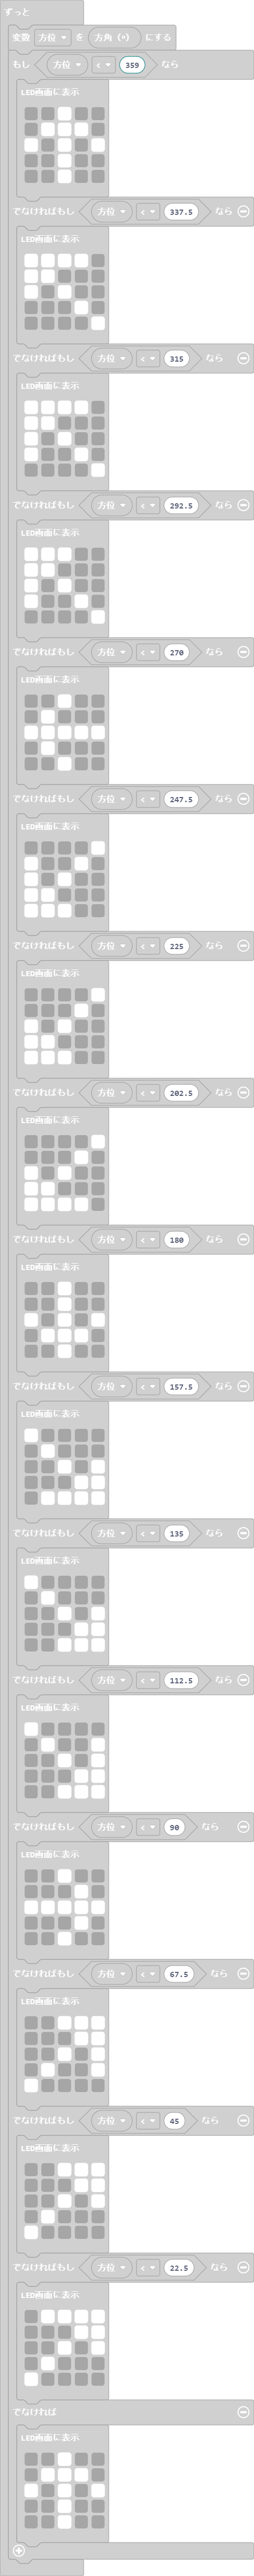 ずっと
変数 方位 を 方角 (°) にする
もし 方位 < 359 なら
LED画面に表示
でなければもし 方位 < 337.5 なら
LED画面に表示
でなければもし 方位 < 315 なら
LED画面に表示
でなければもし 方位 < 292.5 なら
LED画面に表示
でなければもし 方位 < 270 なら
LED画面に表示
でなければもし 方位 < 247.5 なら
LED画面に表示
でなければもし 方位 < 225 なら
LED画面に表示
でなければもし 方位 < 202.5 なら
LED画面に表示
でなければもし 方位 < 180 なら
LED画面に表示
でなければもし 方位 < 157.5 なら
LED画面に表示
でなければもし 方位 < 135 なら
LED画面に表示
でなければもし 方位 < 112.5 なら
LED画面に表示
でなければもし 方位 < 90 なら
LED画面に表示
でなければもし 方位 < 67.5 なら
LED画面に表示
でなければもし 方位 < 45 なら
LED画面に表示
でなければもし 方位 < 22.5 なら
LED画面に表示
でなければ
LED画面に表示